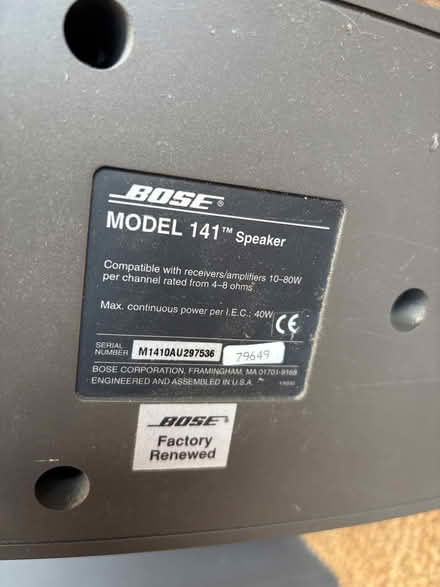 BOSE®
MODEL 141™ Speaker
Compatible with receivers/amplifiers 10–80W
per channel rated from 4–8 ohms
Max. continuous power per I.E.C.: 40W
CE
SERIAL
NUMBER M1410AU297536 79649
BOSE CORPORATION, FRAMINGHAM, MA 01701-9168
ENGINEERED AND ASSEMBLED IN U.S.A.
BOSE
Factory
Renewed